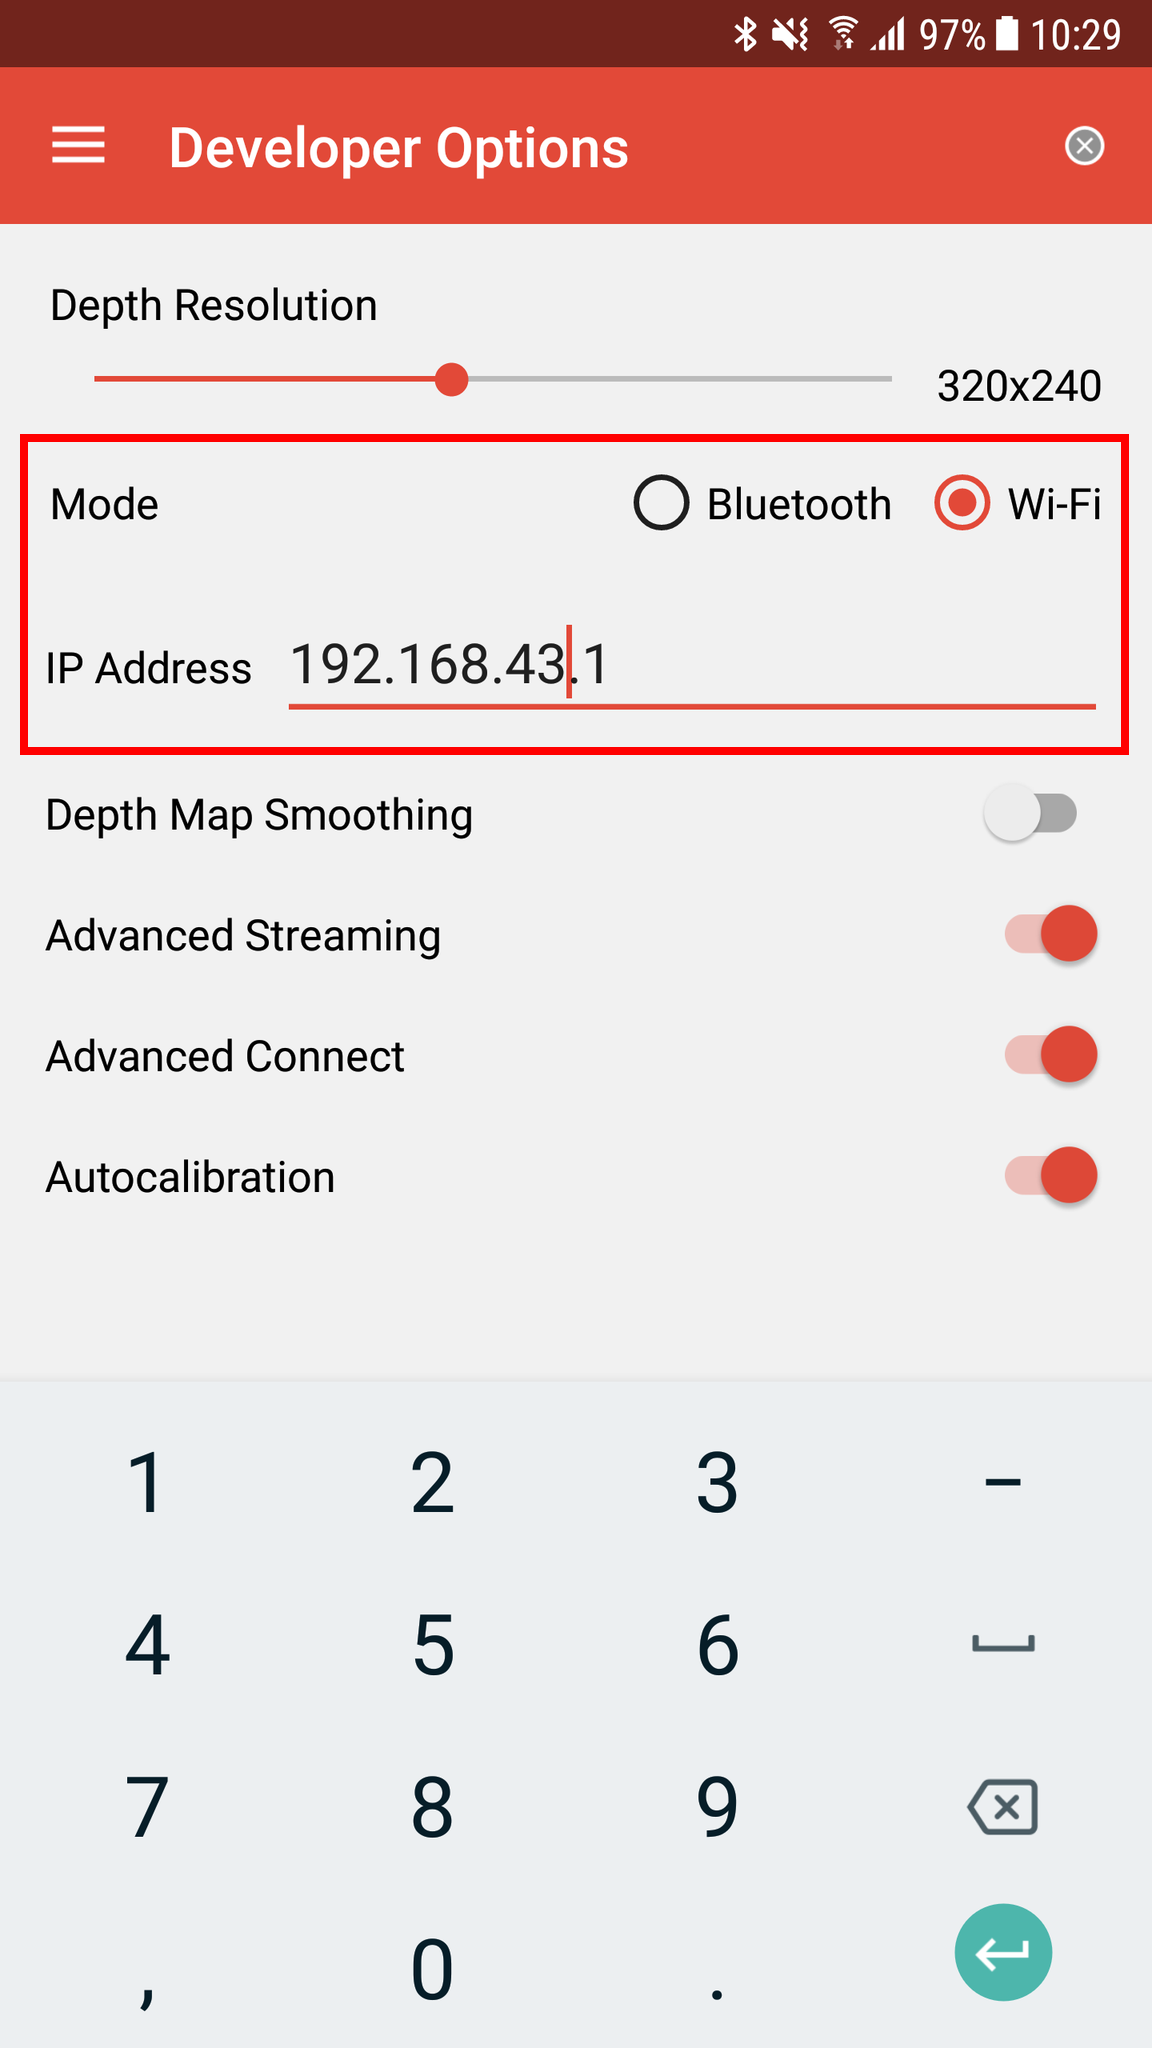 97% 10:29
Developer Options
Depth Resolution
320x240
Mode Bluetooth Wi-Fi
IP Address 192.168.43.1
Depth Map Smoothing
Advanced Streaming
Advanced Connect
Autocalibration
1 2 3 –
4 5 6
7 8 9
, 0 .